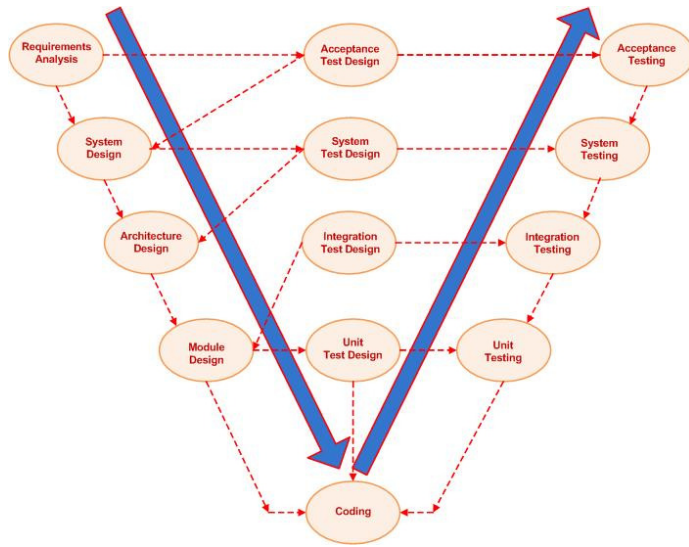 Requirements
Analysis
Acceptance
Test Design
Acceptance
Testing
System
Design
System
Test Design
System
Testing
Architecture
Design
Integration
Test Design
Integration
Testing
Module
Design
Unit
Test Design
Unit
Testing
Coding